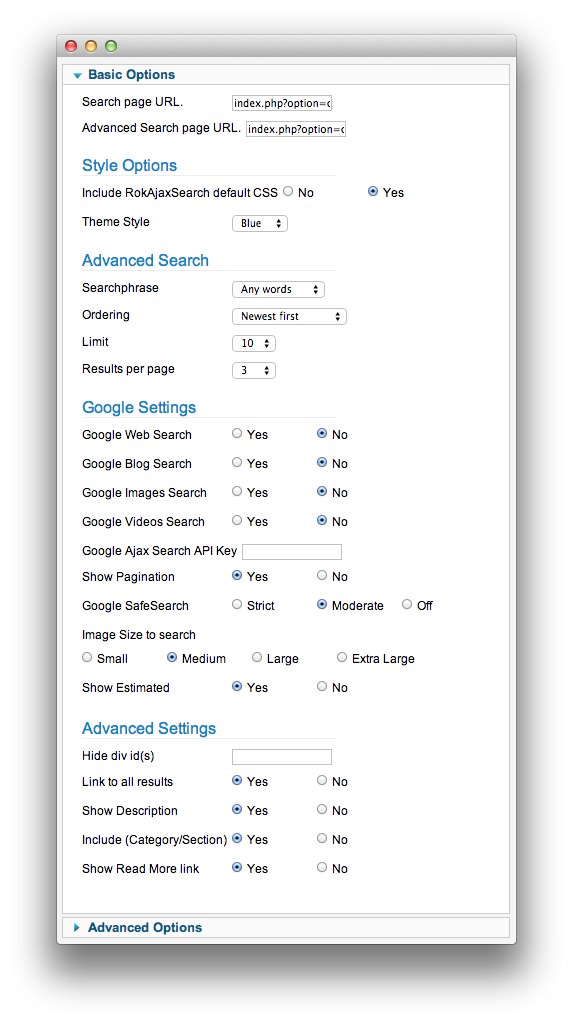 Basic Options
Search page URL. index.php?option=c
Advanced Search page URL. index.php?option=c
Style Options
Include RokAjaxSearch default CSS No Yes
Theme Style Blue
Advanced Search
Searchphrase Any words
Ordering Newest first
Limit 10
Results per page 3
Google Settings
Google Web Search Yes No
Google Blog Search Yes No
Google Images Search Yes No
Google Videos Search Yes No
Google Ajax Search API Key
Show Pagination Yes No
Google SafeSearch Strict Moderate Off
Image Size to search
Small Medium Large Extra Large
Show Estimated Yes No
Advanced Settings
Hide div id(s)
Link to all results Yes No
Show Description Yes No
Include (Category/Section) Yes No
Show Read More link Yes No
Advanced Options